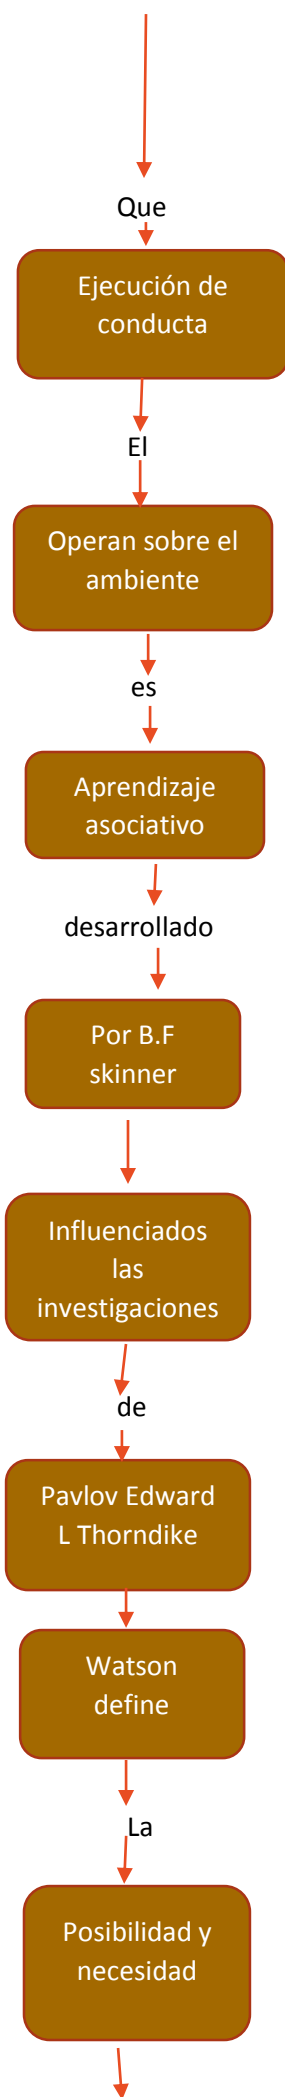 Que
Ejecución de
conducta
El
Operan sobre el
ambiente
es
Aprendizaje
asociativo
desarrollado
Por B.F
skinner
Influenciados
las
investigaciones
de
Pavlov Edward
L Thorndike
Watson
define
La
Posibilidad y
necesidad